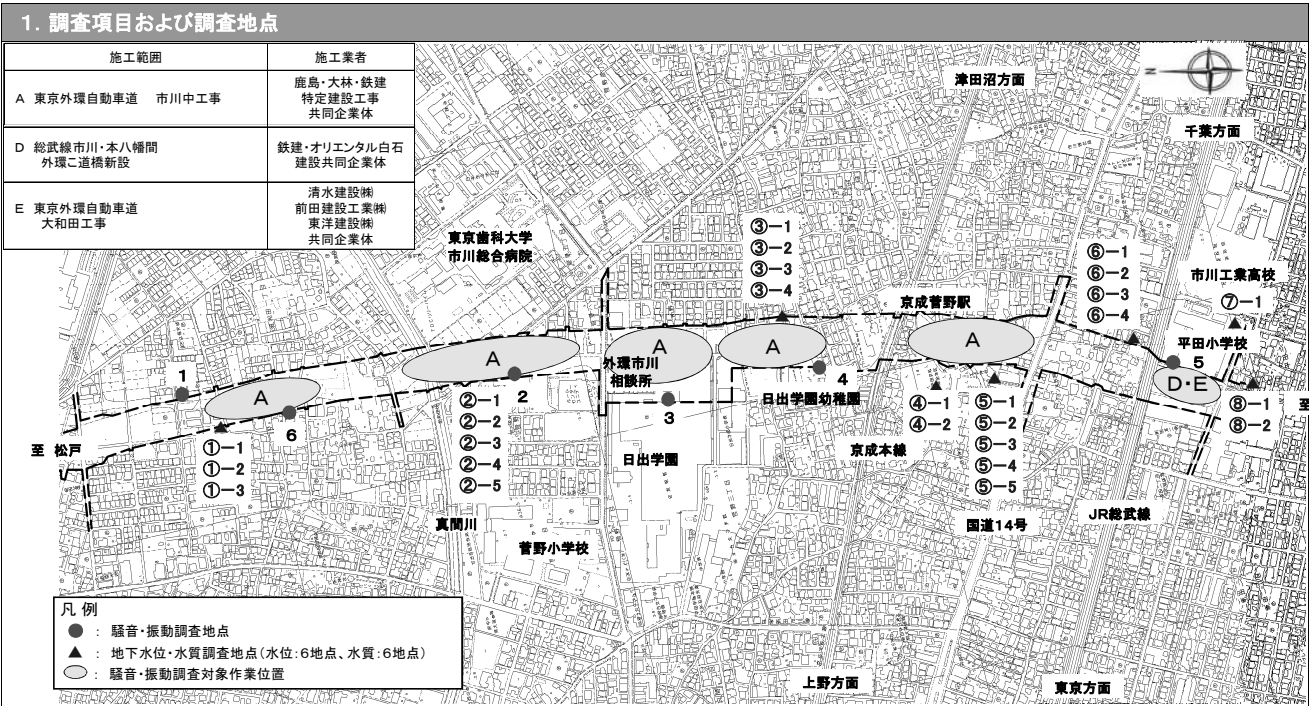 1. 調査項目および調査地点
施工範囲
施工業者
A 東京外環自動車道 市川中工事
鹿島・大林・鉄建
特定建設工事
共同企業体
D 総武線市川・本八幡間
外環こ道橋新設
鉄建・オリエンタル白石
建設共同企業体
E 東京外環自動車道
大和田工事
清水建設㈱
前田建設工業㈱
東洋建設㈱
共同企業体
N
津田沼方面
千葉方面
東京歯科大学
市川総合病院
③-1
③-2
③-3
③-4
京成菅野駅
⑥-1
⑥-2
⑥-3
⑥-4
市川工業高校
⑦-1
平田小学校
5
D・E
⑧-1
⑧-2
至
A
A
A
A
A
外環市川
相談所
1
6
2
3
4
日出学園幼稚園
至 松戸
①-1
①-2
①-3
②-1
②-2
②-3
②-4
②-5
日出学園
④-1
④-2
⑤-1
⑤-2
⑤-3
⑤-4
⑤-5
京成本線
国道14号
JR総武線
真間川
菅野小学校
上野方面
東京方面
凡例
● : 騒音・振動調査地点
▲ : 地下水位・水質調査地点(水位:6地点、水質:6地点)
: 騒音・振動調査対象作業位置